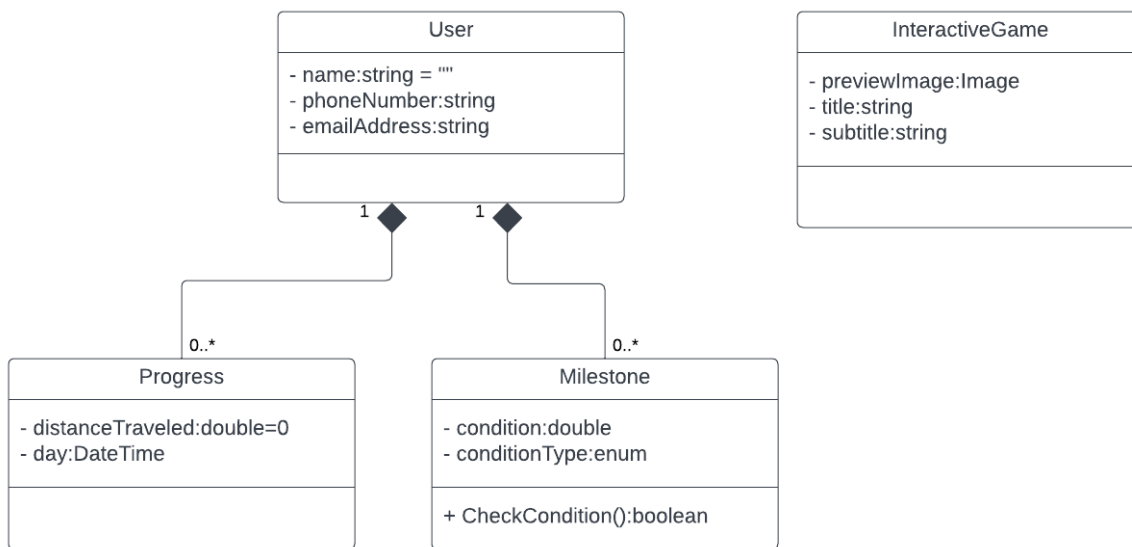 User
- name:string = ""
- phoneNumber:string
- emailAddress:string
InteractiveGame
- previewImage:Image
- title:string
- subtitle:string
1
1
0..*
0..*
Progress
- distanceTraveled:double=0
- day:DateTime
Milestone
- condition:double
- conditionType:enum
+ CheckCondition():boolean